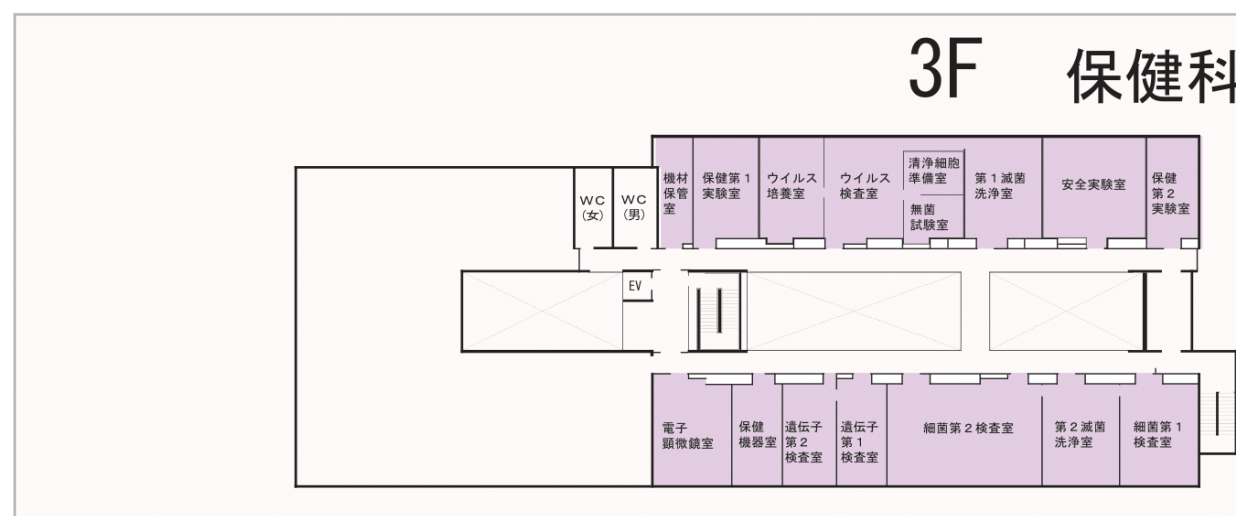 3F 保健科
機材
保管
室
保健第1
実験室
ウイルス
培養室
ウイルス
検査室
清浄細胞
準備室
無菌
試験室
第1滅菌
洗浄室
安全実験室
保健
第2
実験室
WC
(女)
WC
(男)
EV
電子
顕微鏡室
保健
機器室
遺伝子
第2
検査室
遺伝子
第1
検査室
細菌第2検査室
第2滅菌
洗浄室
細菌第1
検査室